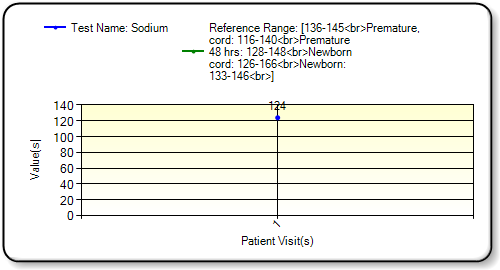 Test Name: Sodium
Reference Range: [136-145<br>Premature,
cord: 116-140<br>Premature
48 hrs: 128-148<br>Newborn
cord: 126-166<br>Newborn:
133-146<br>]
140
120
100
80
60
40
20
0
124
Value(s)
Patient Visit(s)